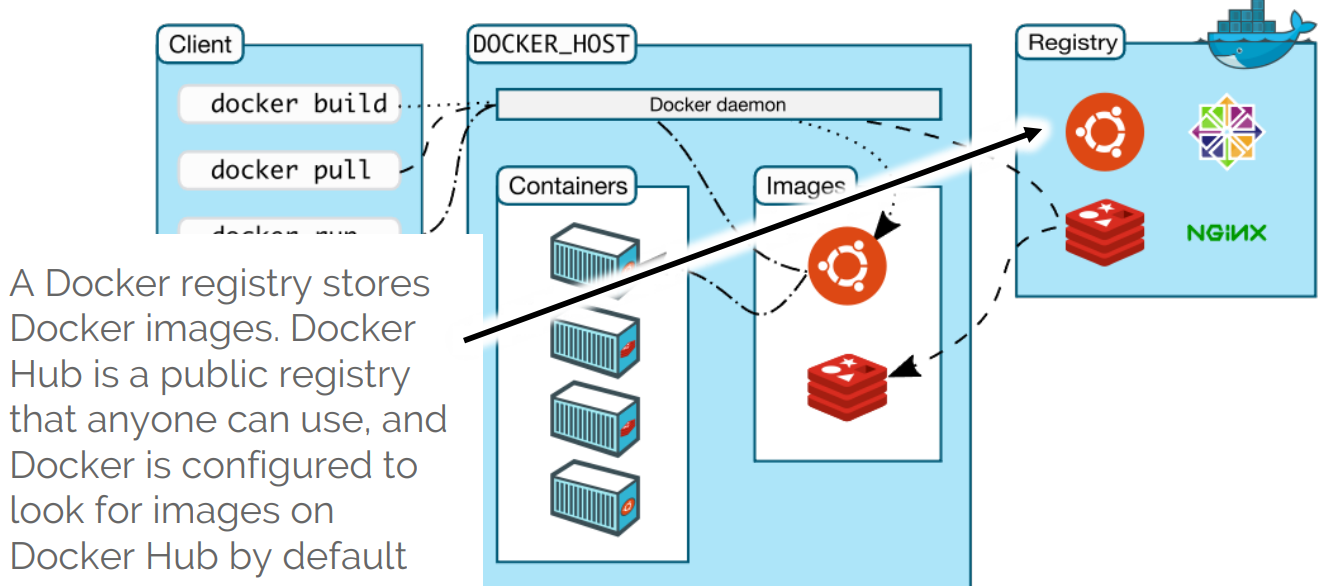 Client
DOCKER_HOST
Registry
docker build
Docker daemon
docker pull
Containers
Images
docker run
NGiNX
A Docker registry stores
Docker images. Docker
Hub is a public registry
that anyone can use, and
Docker is configured to
look for images on
Docker Hub by default